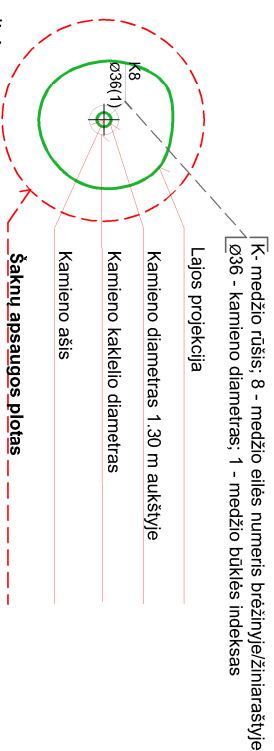 K- medžio rūšis; 8 - medžio eilės numeris brėžinyje/žiniaraštyje
ø36 - kamieno diametras; 1 - medžio būklės indeksas
K8
ø36(1)
Lajos projekcija
Kamieno diametras 1.30 m aukštyje
Kamieno kaklelio diametras
Kamieno ašis
Šaknų apsaugos plotas